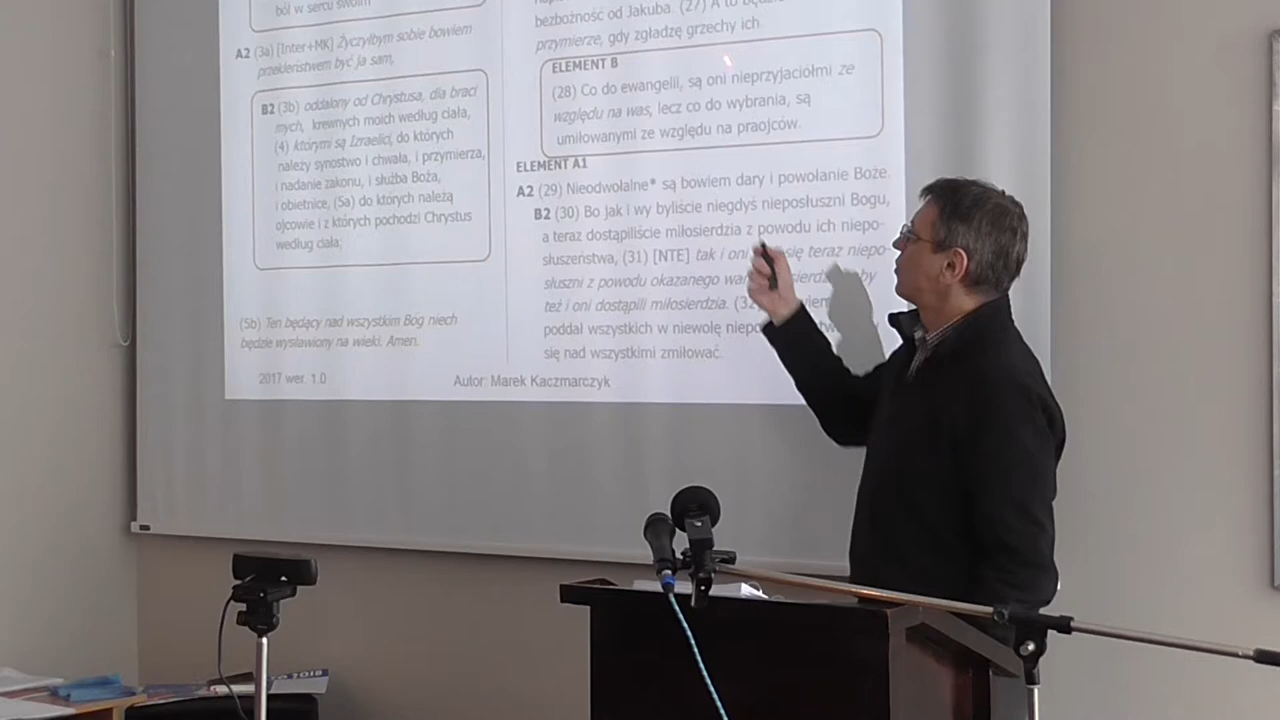 ból w sercu swoim
A2 (3a) [Inter+MK] Życzyłbym sobie bowiem
przekleństwem być ja sam,
B2 (3b) oddalony od Chrystusa, dla braci
mych, krewnych moich według ciała,
(4) którymi są Izraelici, do których
należy synostwo i chwała, i przymierza,
i nadanie zakonu, i służba Boża,
i obietnice, (5a) do których należą
ojcowie i z których pochodzi Chrystus
według ciała;
(5b) Ten będący nad wszystkim Bóg niech
będzie wysławiony na wieki. Amen.
bezbożność od Jakuba. (27) A to będzie
przymierze, gdy zgładzę grzechy ich
ELEMENT B
(28) Co do ewangelii, są oni nieprzyjaciółmi ze
względu na was, lecz co do wybrania, są
umiłowanymi ze względu na praojców.
ELEMENT A1
A2 (29) Nieodwołalne* są bowiem dary i powołanie Boże.
B2 (30) Bo jak i wy byliście niegdyś nieposłuszni Bogu,
a teraz dostąpiliście miłosierdzia z powodu ich niepo-
słuszeństwa, (31) [NTE] tak i oni się teraz niepo-
słuszni z powodu okazanego
też i oni dostąpili miłosierdzia.
poddał wszystkich w niewolę
się nad wszystkimi zmiłować.
2017 wer. 1.0
Autor: Marek Kaczmarczyk
2018